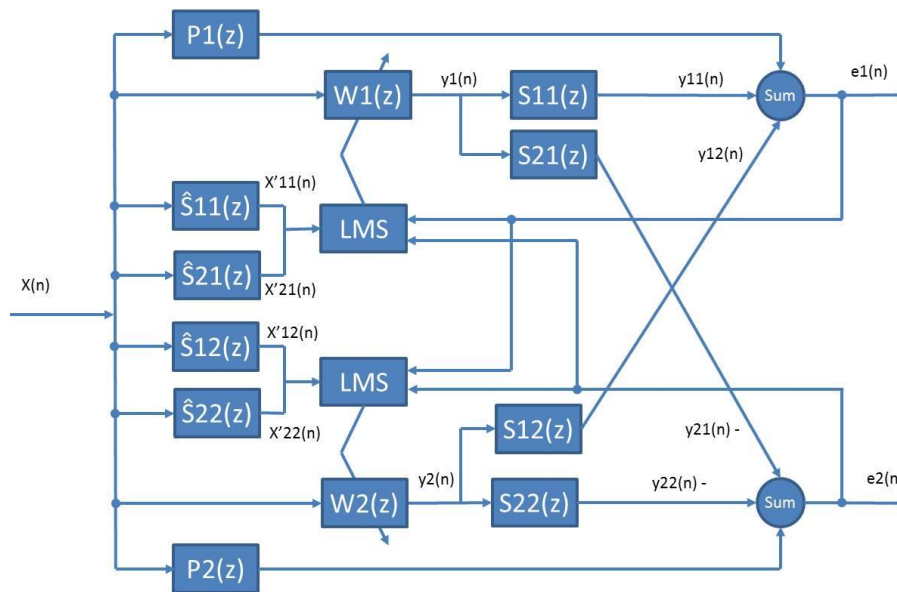 P1(z)
e1(n)
y1(n)
y11(n)
W1(z)
S11(z)
Sum
S21(z)
y12(n)
X'11(n)
Ŝ11(z)
LMS
Ŝ21(z)
X(n)
X'21(n)
X'12(n)
Ŝ12(z)
LMS
Ŝ22(z)
X'22(n)
S12(z)
y21(n) -
y2(n)
y22(n) -
e2(n
W2(z)
S22(z)
Sum
P2(z)